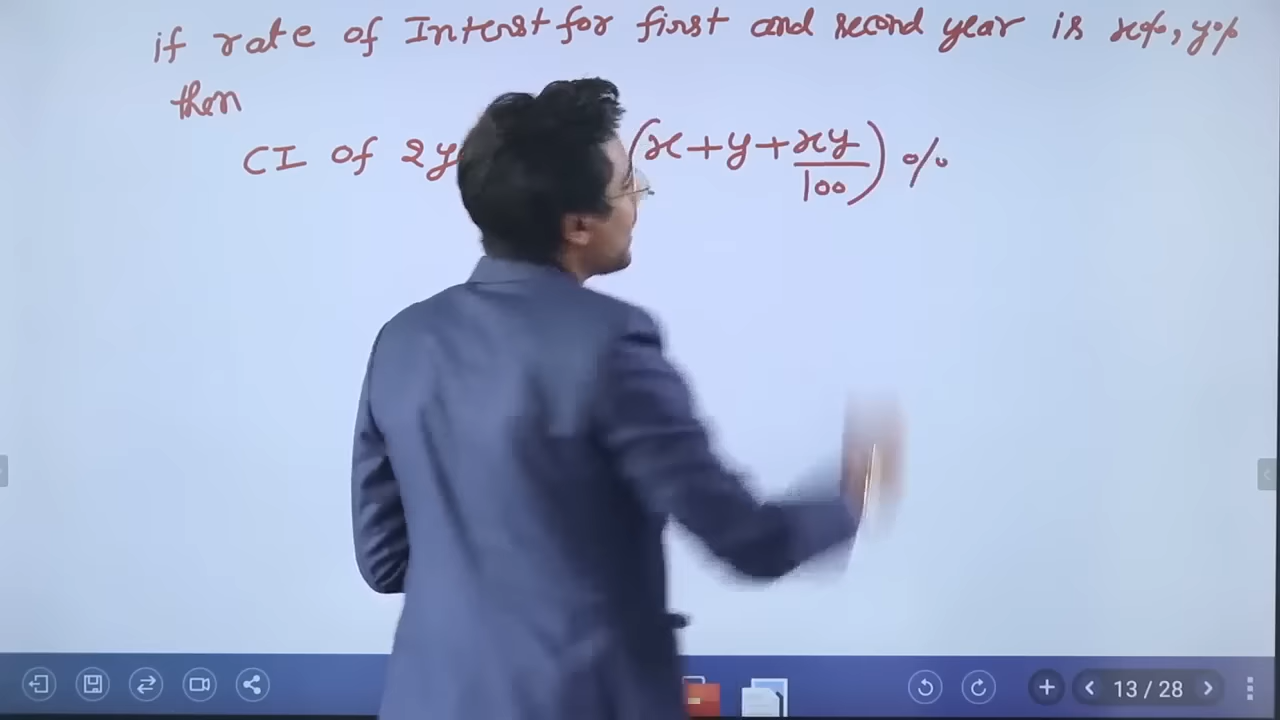 if rate of Interst for first and second year is x%, y%
then
CI of 2y (x+y+xy/100) %
13 / 28